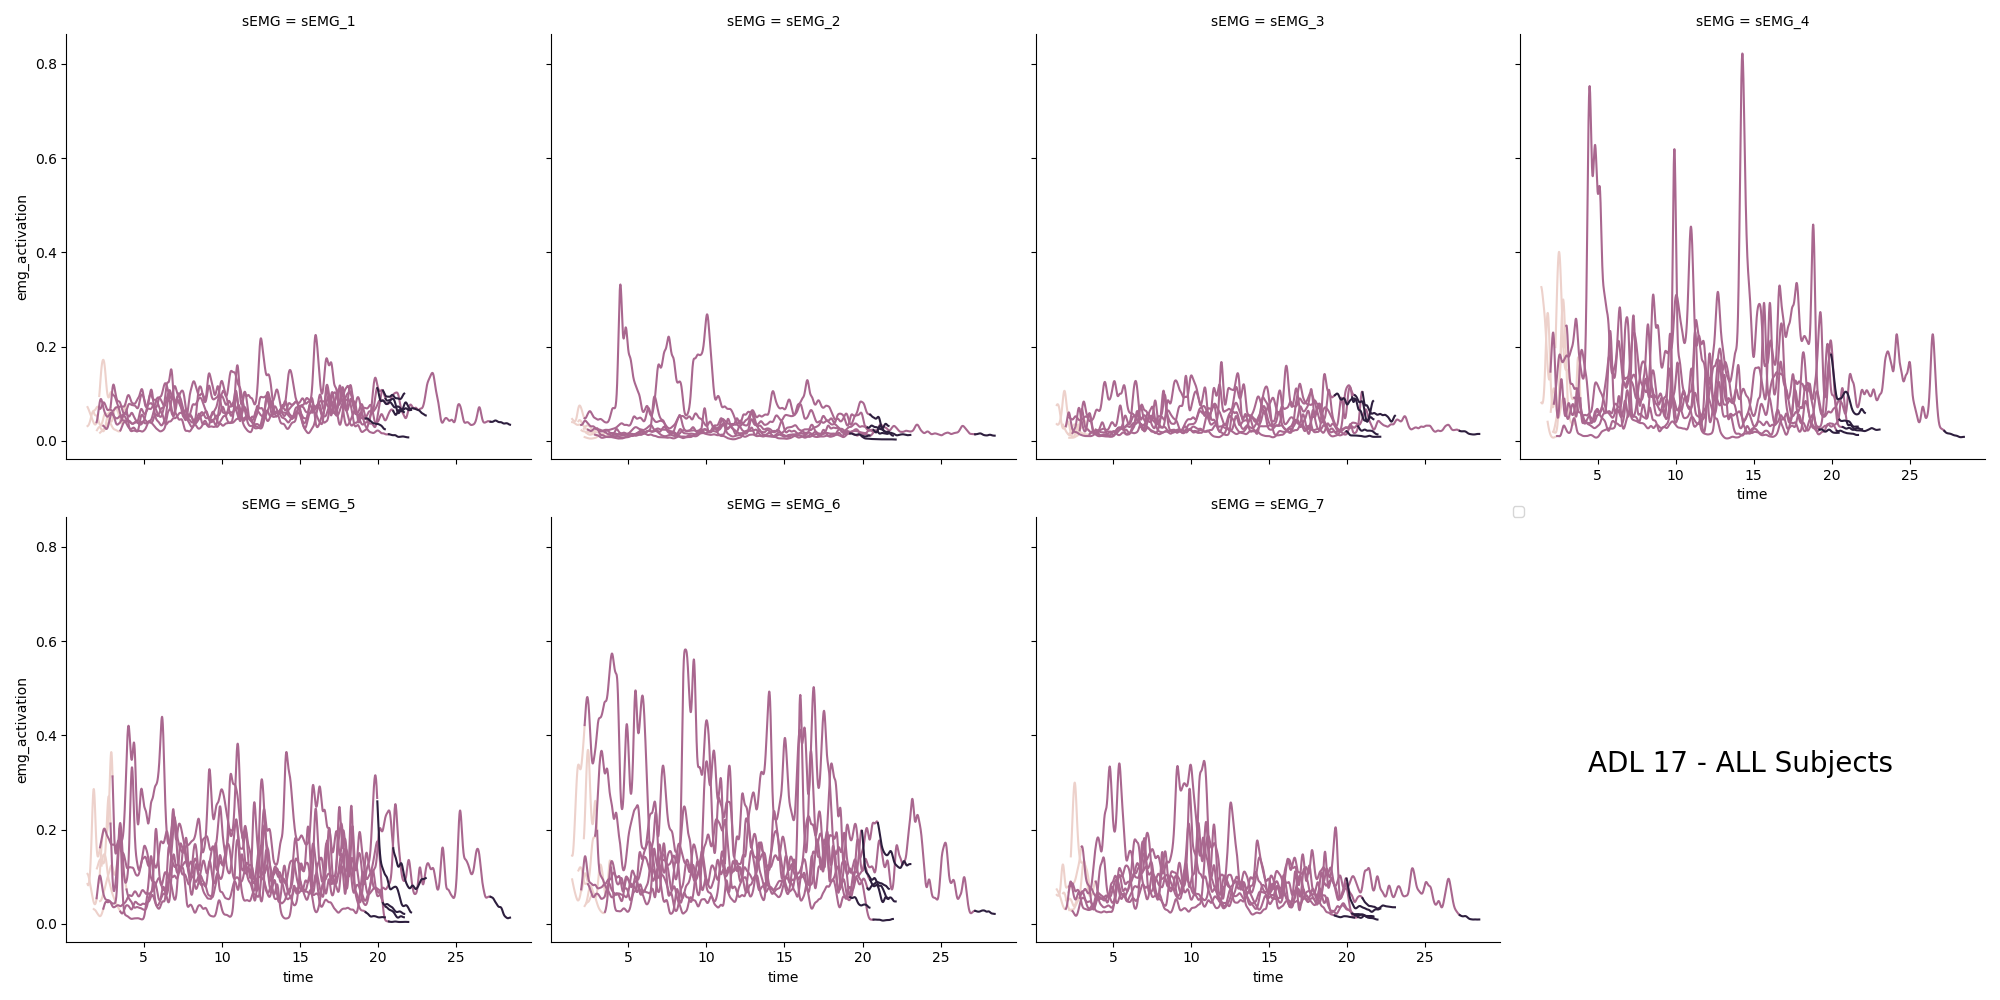 sEMG = sEMG_1
sEMG = sEMG_2
sEMG = sEMG_3
sEMG = sEMG_4
emg_activation
0.8
0.6
0.4
0.2
0.0
5 10 15 20 25
time
sEMG = sEMG_5
sEMG = sEMG_6
sEMG = sEMG_7
emg_activation
0.8
0.6
0.4
0.2
0.0
ADL 17 - ALL Subjects
5 10 15 20 25
5 10 15 20 25
5 10 15 20 25
time
time
time